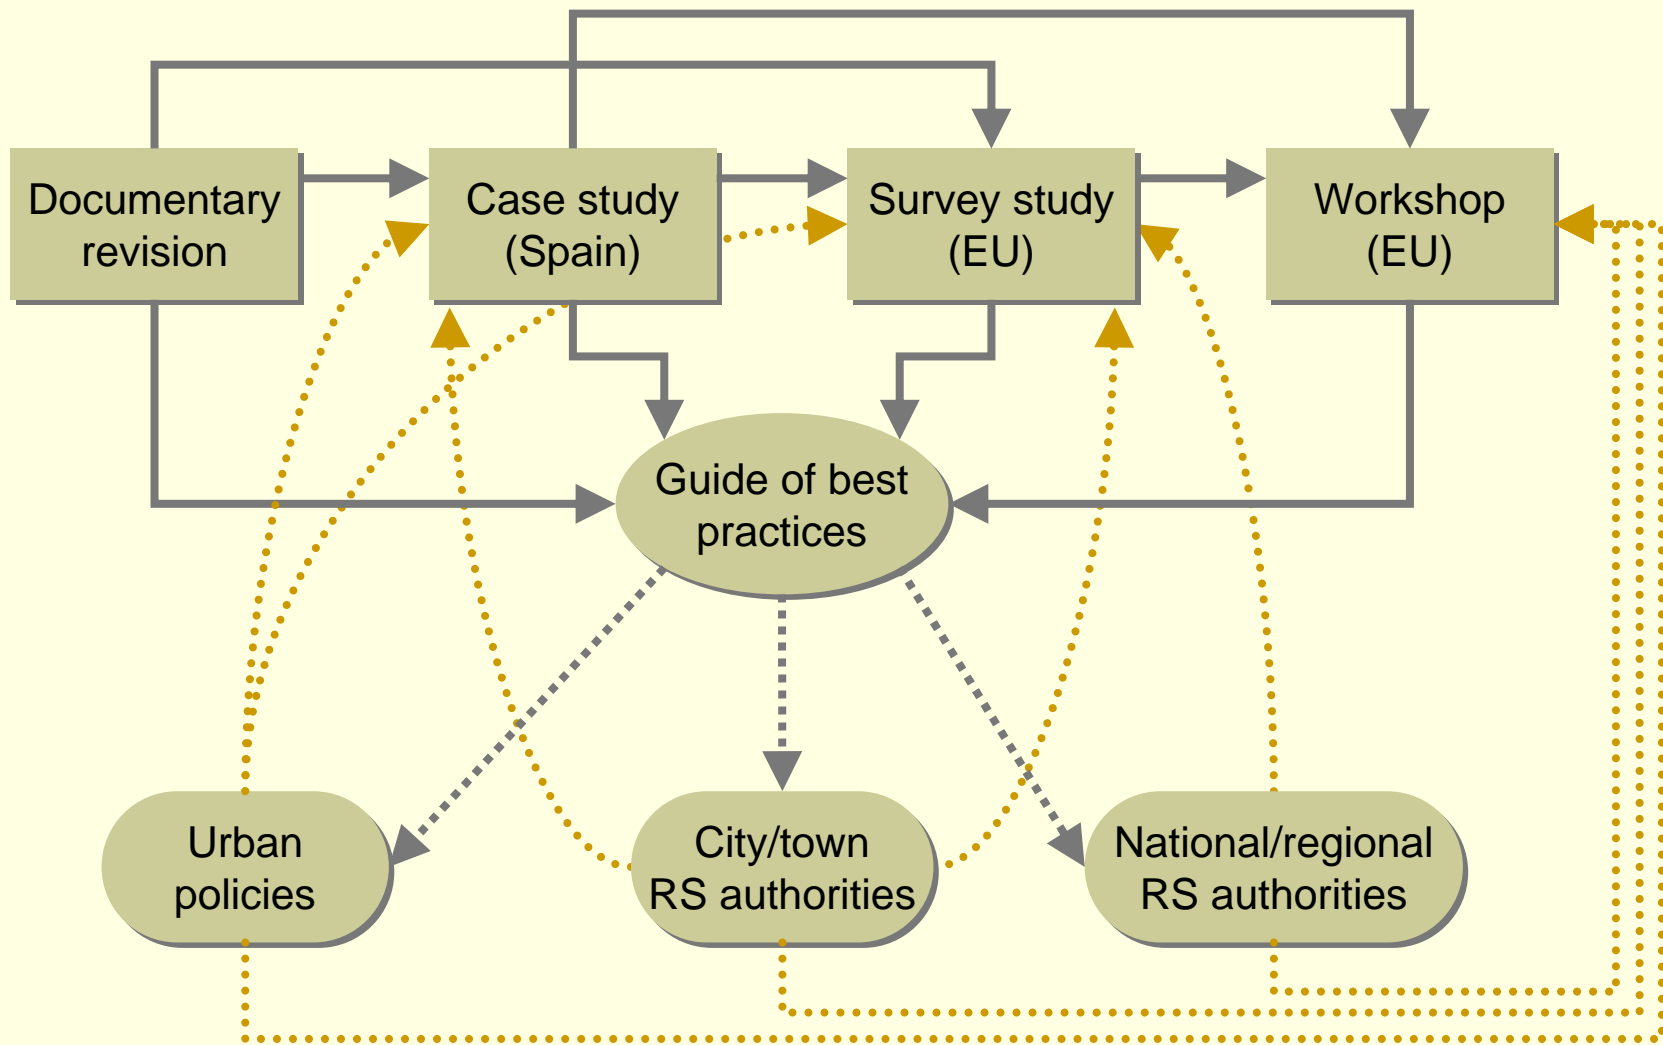 Documentary
revision
Case study
(Spain)
Survey study
(EU)
Workshop
(EU)
Guide of best
practices
Urban
policies
City/town
RS authorities
National/regional
RS authorities